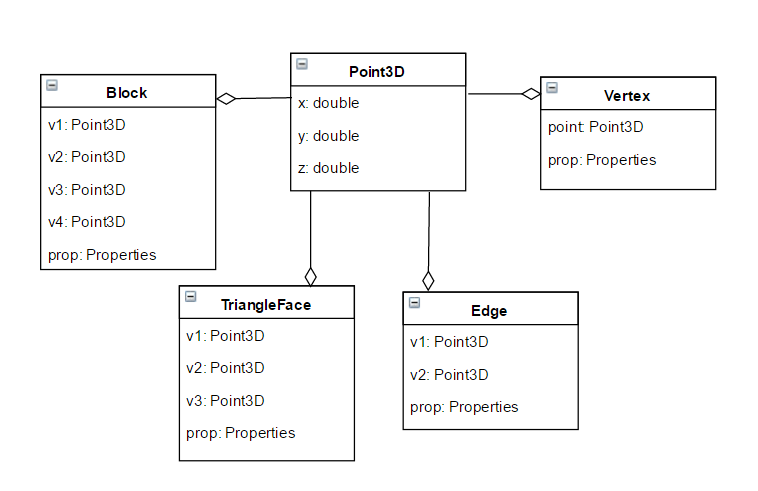 Point3D
x: double
y: double
z: double
Block
v1: Point3D
v2: Point3D
v3: Point3D
v4: Point3D
prop: Properties
Vertex
point: Point3D
prop: Properties
TriangleFace
v1: Point3D
v2: Point3D
v3: Point3D
prop: Properties
Edge
v1: Point3D
v2: Point3D
prop: Properties